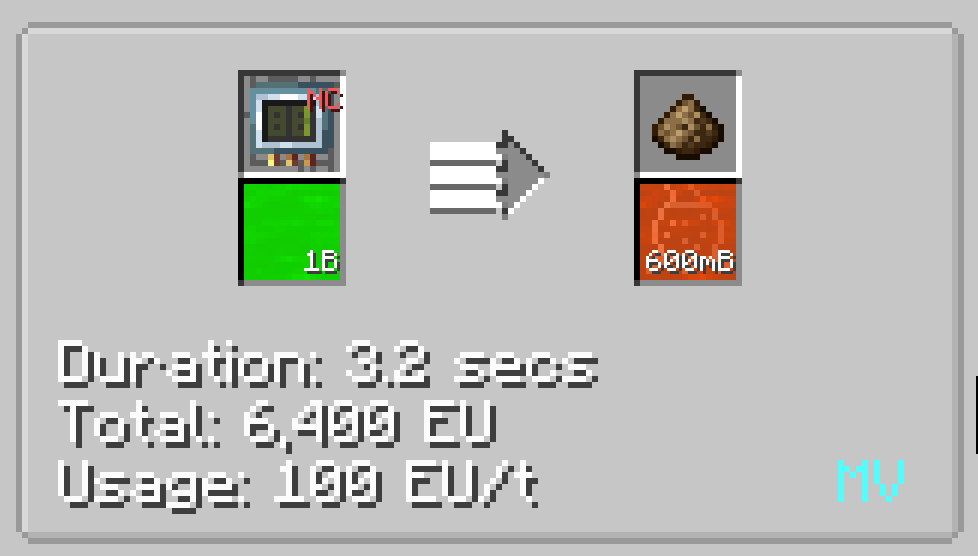 NC
1B
600mB
Duration: 3.2 secs
Total: 6,400 EU
Usage: 100 EU/t
MV